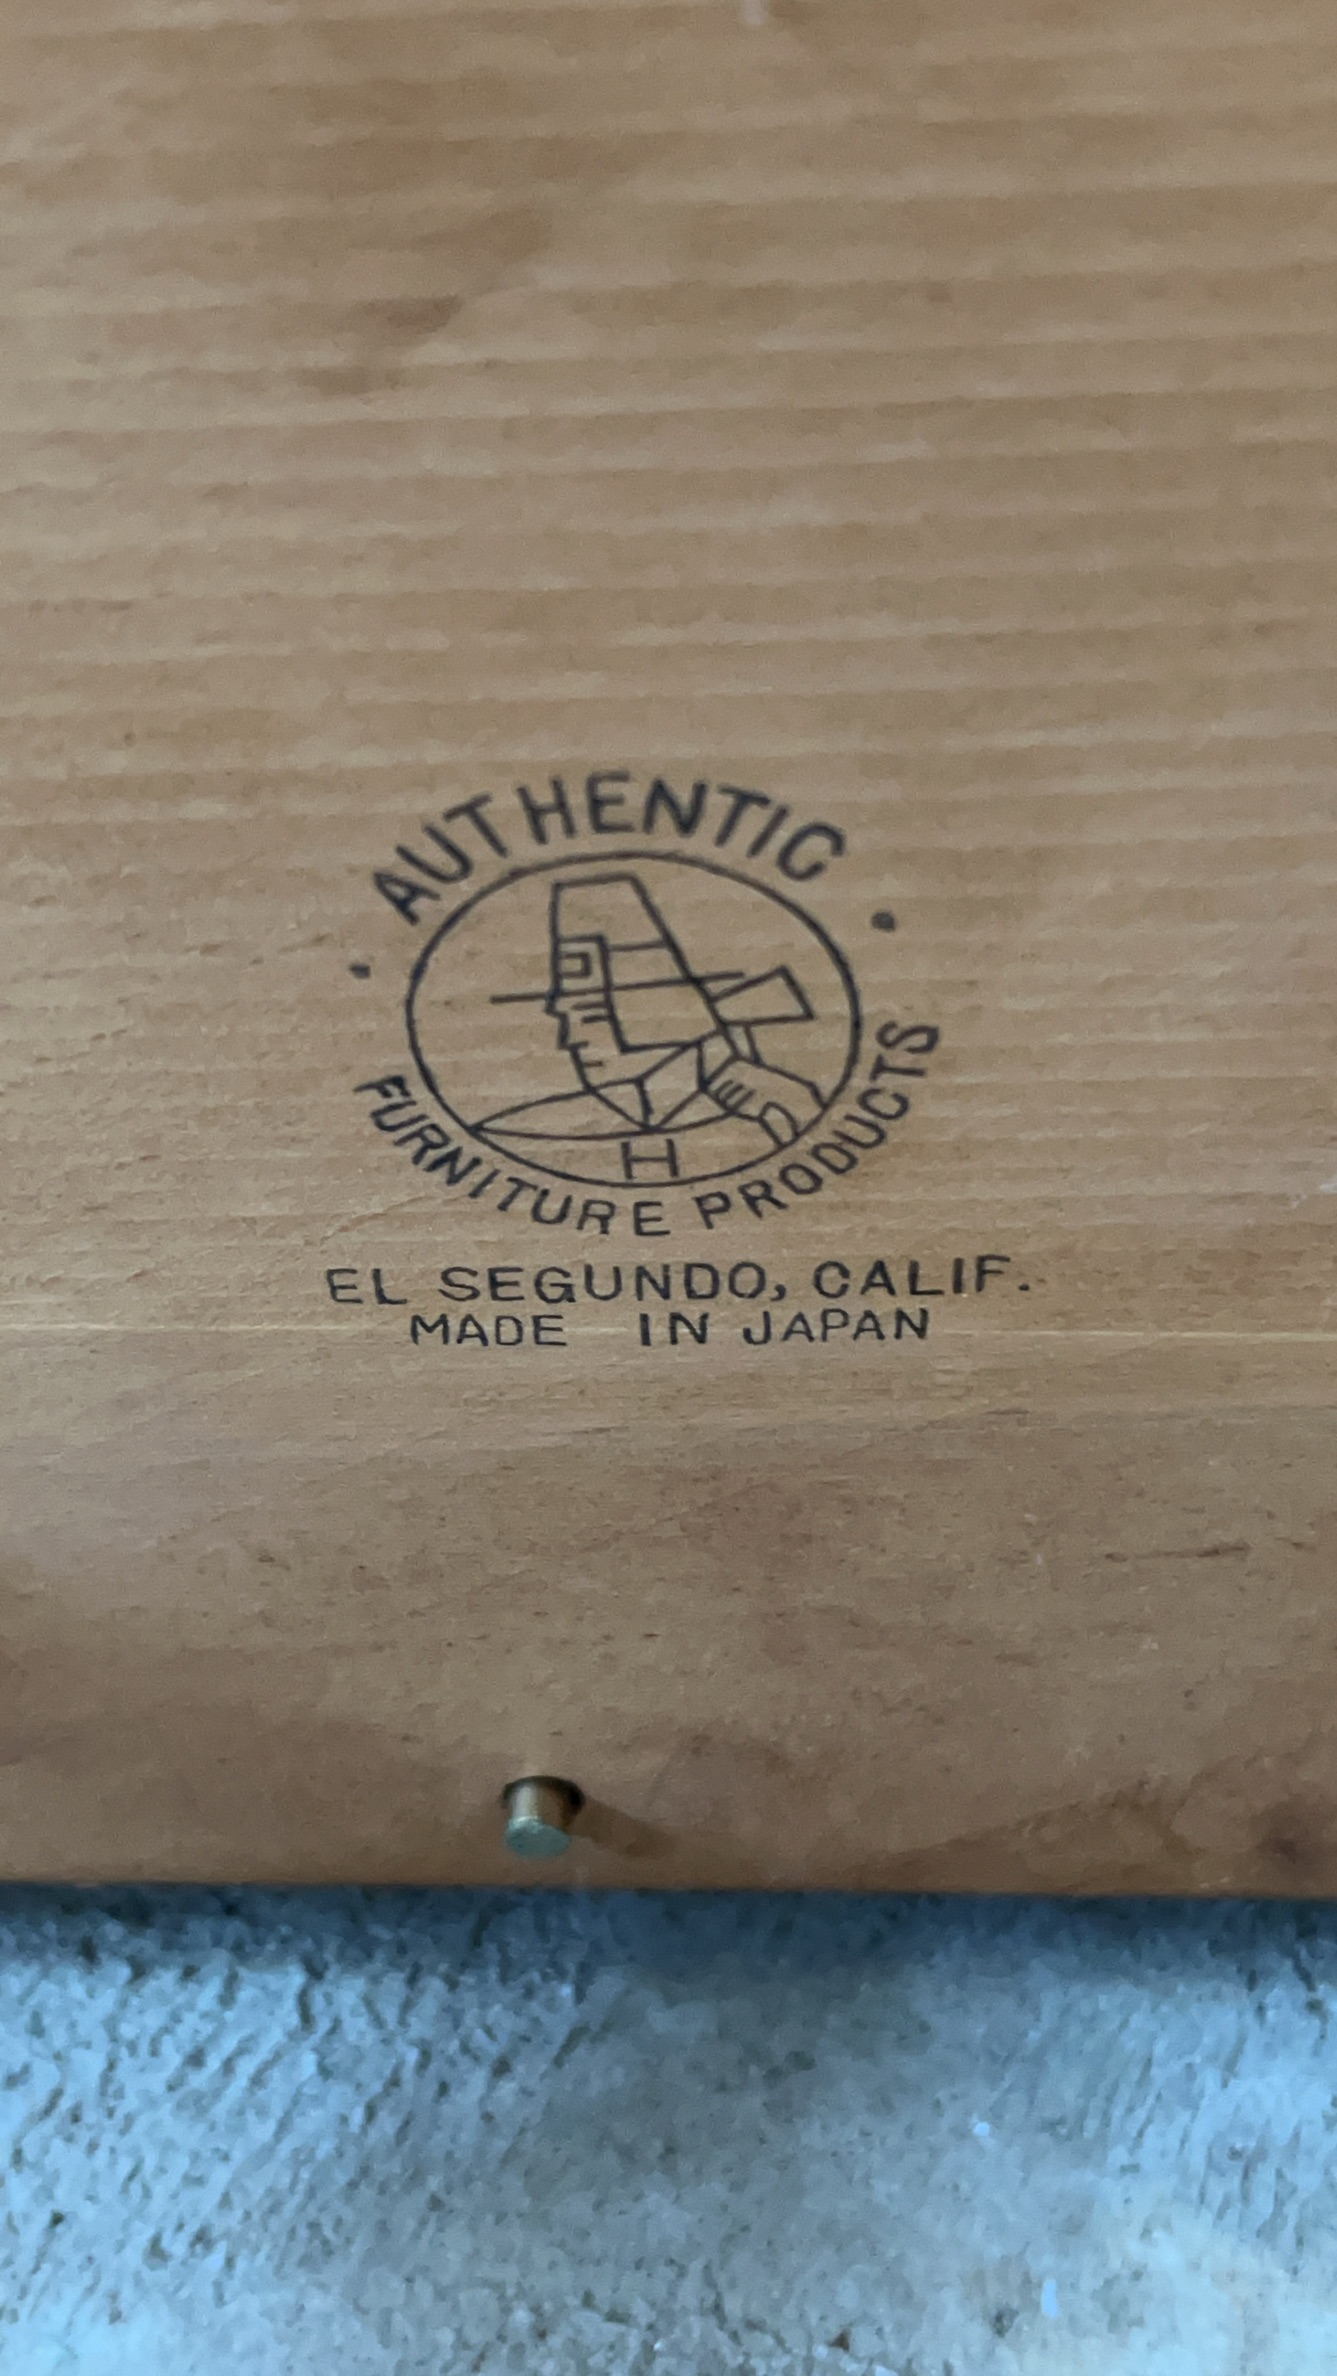 AUTHENTIC
H
FURNITURE PRODUCTS
EL SEGUNDO, CALIF.
MADE IN JAPAN